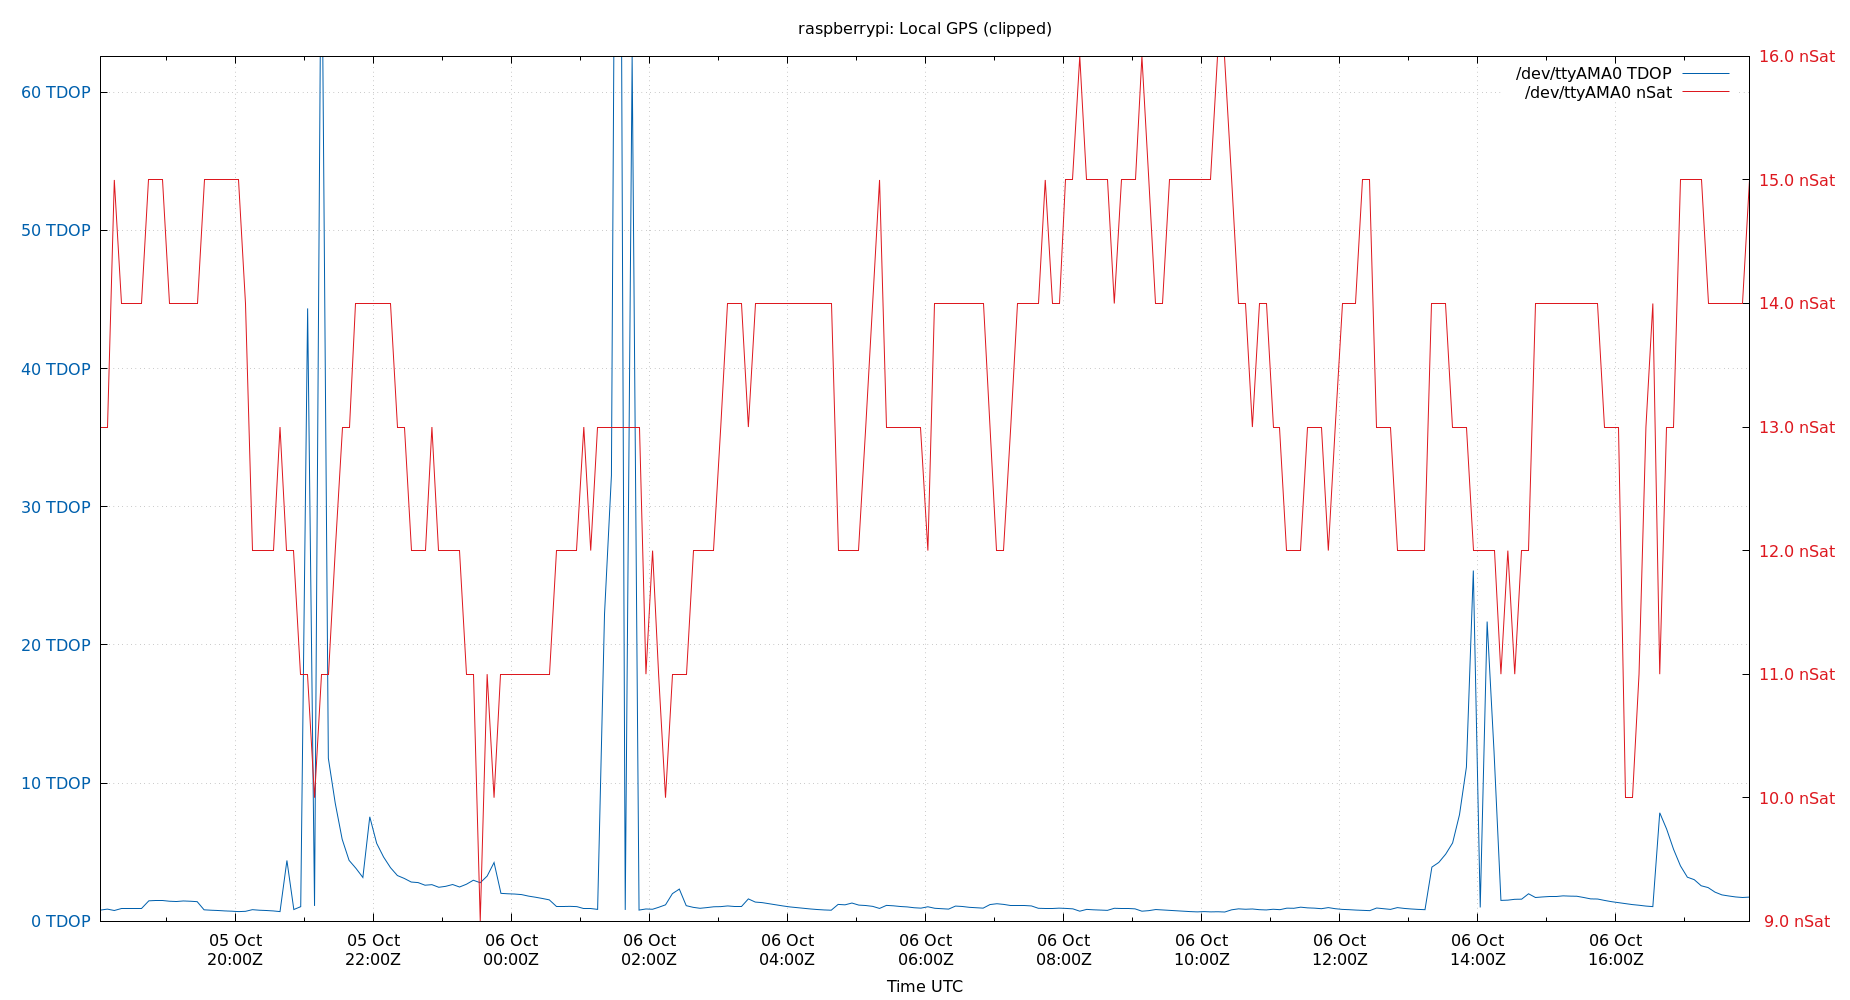 raspberrypi: Local GPS (clipped)
/dev/ttyAMA0 TDOP
/dev/ttyAMA0 nSat
60 TDOP
50 TDOP
40 TDOP
30 TDOP
20 TDOP
10 TDOP
0 TDOP
16.0 nSat
15.0 nSat
14.0 nSat
13.0 nSat
12.0 nSat
11.0 nSat
10.0 nSat
9.0 nSat
05 Oct
20:00Z
05 Oct
22:00Z
06 Oct
00:00Z
06 Oct
02:00Z
06 Oct
04:00Z
06 Oct
06:00Z
06 Oct
08:00Z
06 Oct
10:00Z
06 Oct
12:00Z
06 Oct
14:00Z
06 Oct
16:00Z
Time UTC